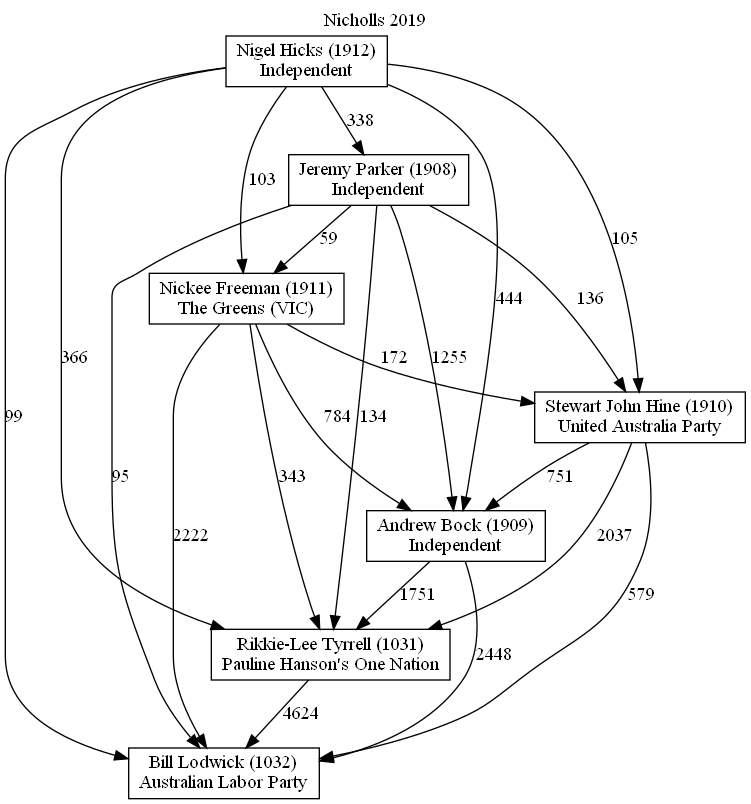 Nicholls 2019
Nigel Hicks (1912)
Independent
338
Jeremy Parker (1908)
Independent
103
59
105
Nickee Freeman (1911)
The Greens (VIC)
444
136
366
172
1255
99
784
134
Stewart John Hine (1910)
United Australia Party
95
343
751
2222
Andrew Bock (1909)
Independent
2037
1751
579
Rikkie-Lee Tyrrell (1031)
Pauline Hanson's One Nation
2448
4624
Bill Lodwick (1032)
Australian Labor Party